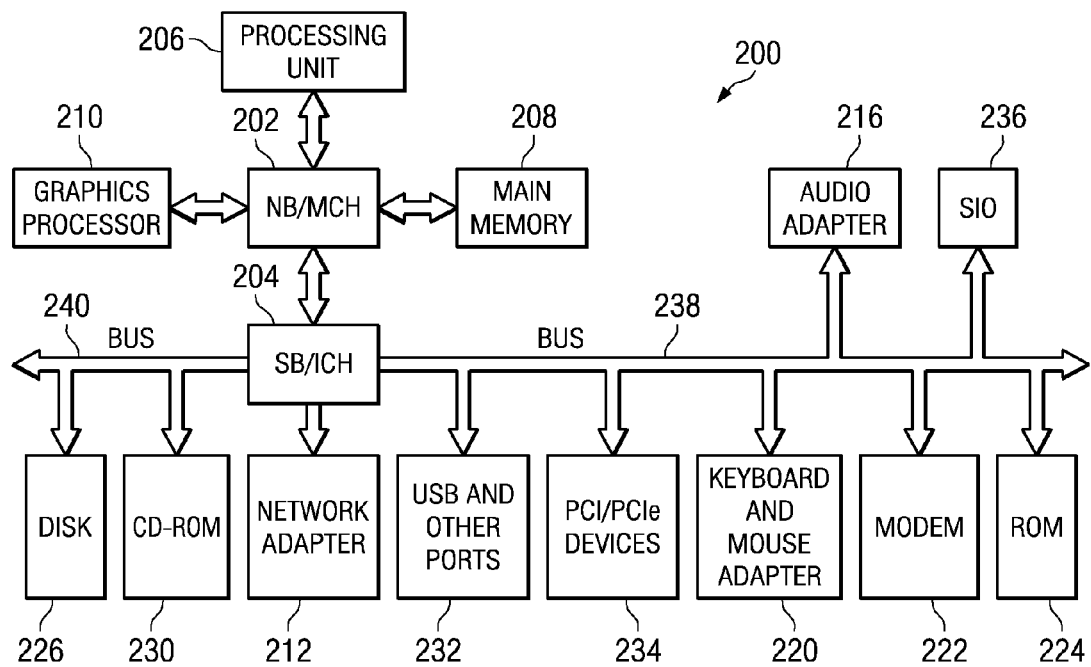 206
PROCESSING
UNIT
200
210
202
208
216
236
GRAPHICS
PROCESSOR
NB/MCH
MAIN
MEMORY
AUDIO
ADAPTER
SIO
204
240
BUS
SB/ICH
BUS
238
DISK
CD-ROM
NETWORK
ADAPTER
USB AND
OTHER
PORTS
PCI/PCIe
DEVICES
KEYBOARD
AND
MOUSE
ADAPTER
MODEM
ROM
226
230
212
232
234
220
222
224